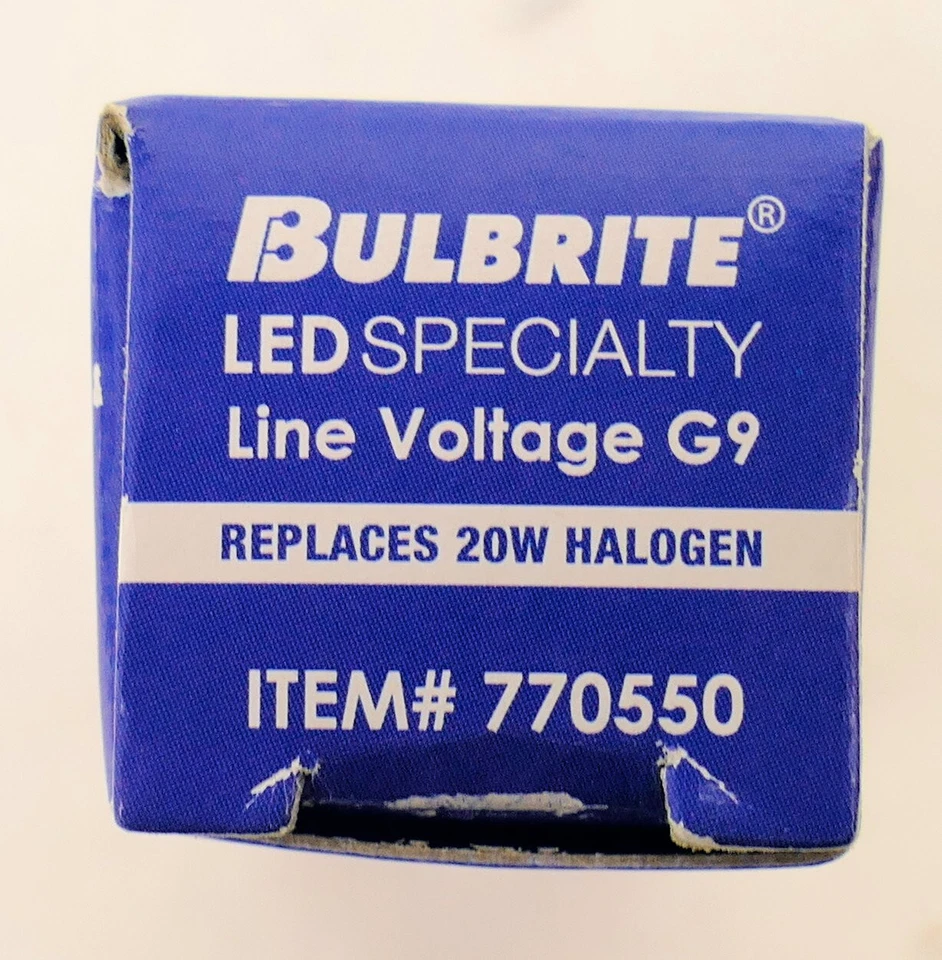 BULBRITE®
LED SPECIALTY
Line Voltage G9
REPLACES 20W HALOGEN
ITEM# 770550